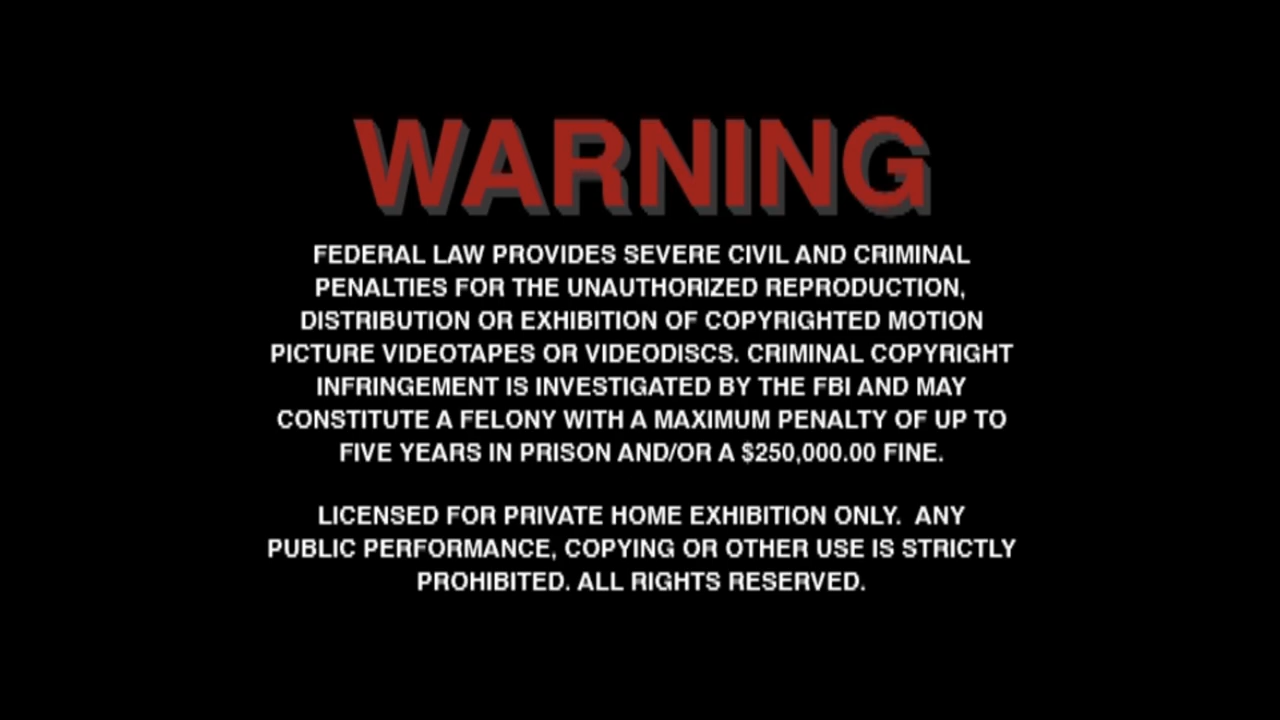 WARNING
FEDERAL LAW PROVIDES SEVERE CIVIL AND CRIMINAL
PENALTIES FOR THE UNAUTHORIZED REPRODUCTION,
DISTRIBUTION OR EXHIBITION OF COPYRIGHTED MOTION
PICTURE VIDEOTAPES OR VIDEODISCS. CRIMINAL COPYRIGHT
INFRINGEMENT IS INVESTIGATED BY THE FBI AND MAY
CONSTITUTE A FELONY WITH A MAXIMUM PENALTY OF UP TO
FIVE YEARS IN PRISON AND/OR A $250,000.00 FINE.
LICENSED FOR PRIVATE HOME EXHIBITION ONLY.  ANY
PUBLIC PERFORMANCE, COPYING OR OTHER USE IS STRICTLY
PROHIBITED. ALL RIGHTS RESERVED.